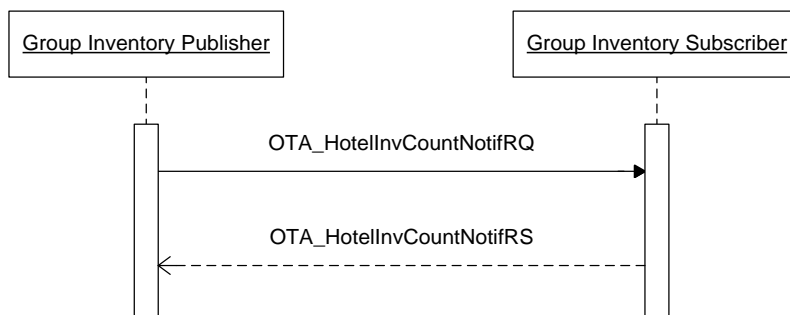 Group Inventory Publisher
Group Inventory Subscriber
OTA_HotelInvCountNotifRQ
OTA_HotelInvCountNotifRS